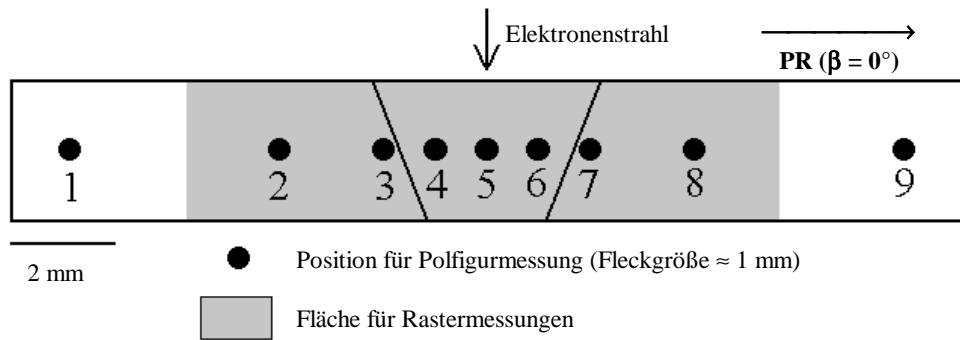 Elektronenstrahl
PR (β = 0°)
1 2 3 4 5 6 7 8 9
2 mm
Position für Polfigurmessung (Fleckgröße ≈ 1 mm)
Fläche für Rastermessungen